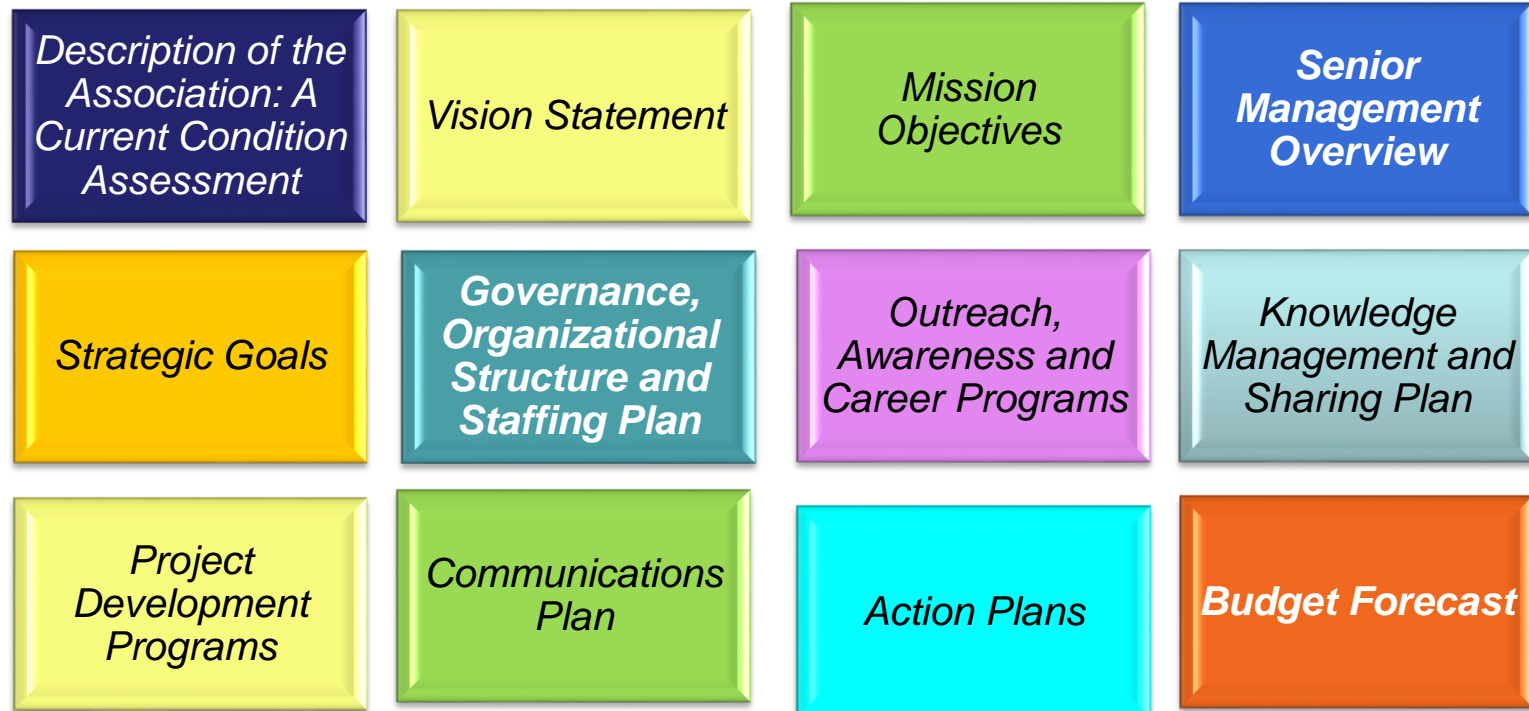 Description of the
Association: A
Current Condition
Assessment
Vision Statement
Mission
Objectives
Senior
Management
Overview
Strategic Goals
Governance,
Organizational
Structure and
Staffing Plan
Outreach,
Awareness and
Career Programs
Knowledge
Management and
Sharing Plan
Project
Development
Programs
Communications
Plan
Action Plans
Budget Forecast